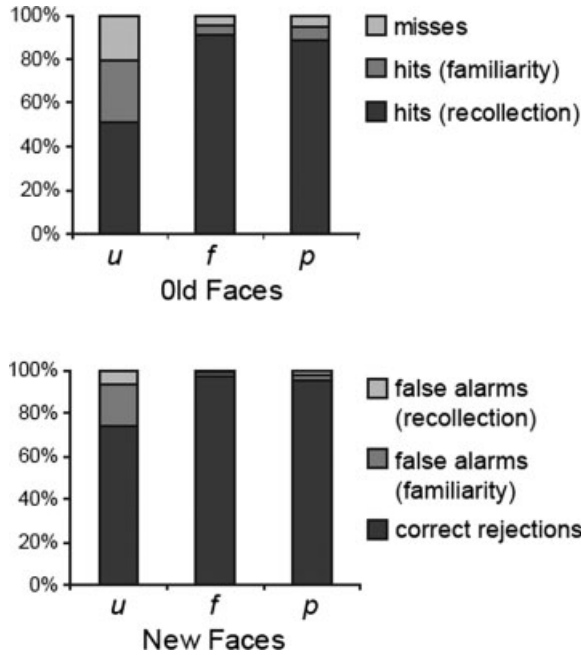 100%
80%
60%
40%
20%
0%
u f p
0ld Faces
misses
hits (familiarity)
hits (recollection)
100%
80%
60%
40%
20%
0%
u f p
New Faces
false alarms
(recollection)
false alarms
(familiarity)
correct rejections